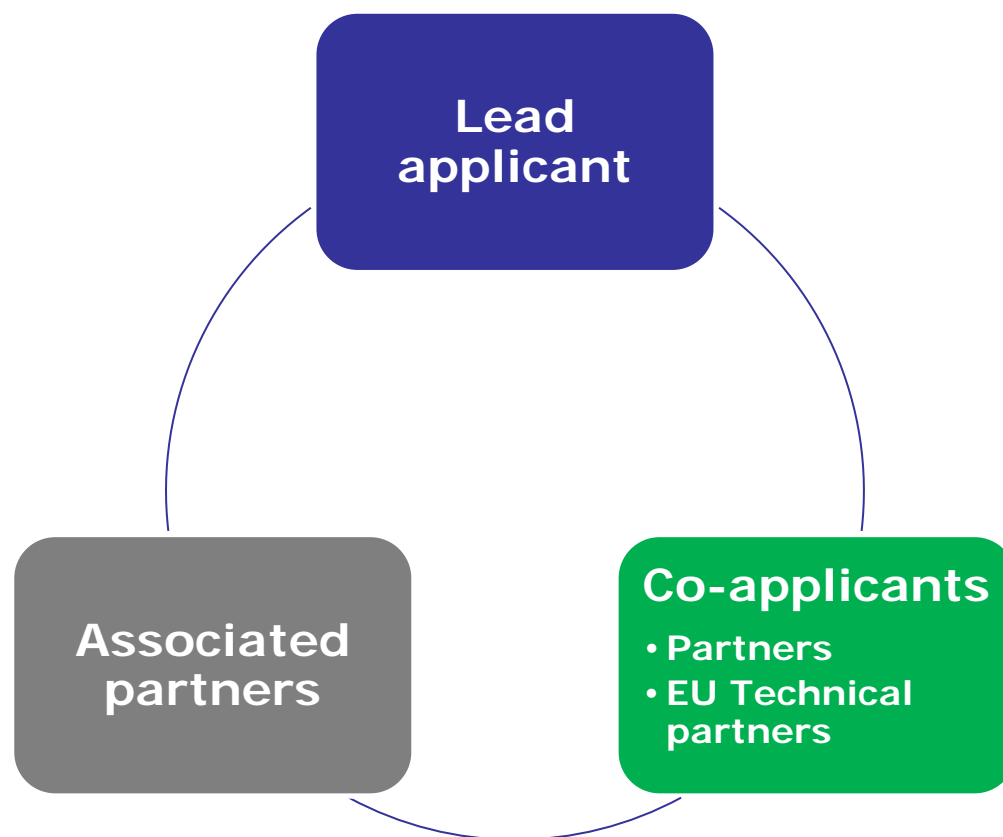 Lead
applicant
Associated
partners
Co-applicants
• Partners
• EU Technical
partners